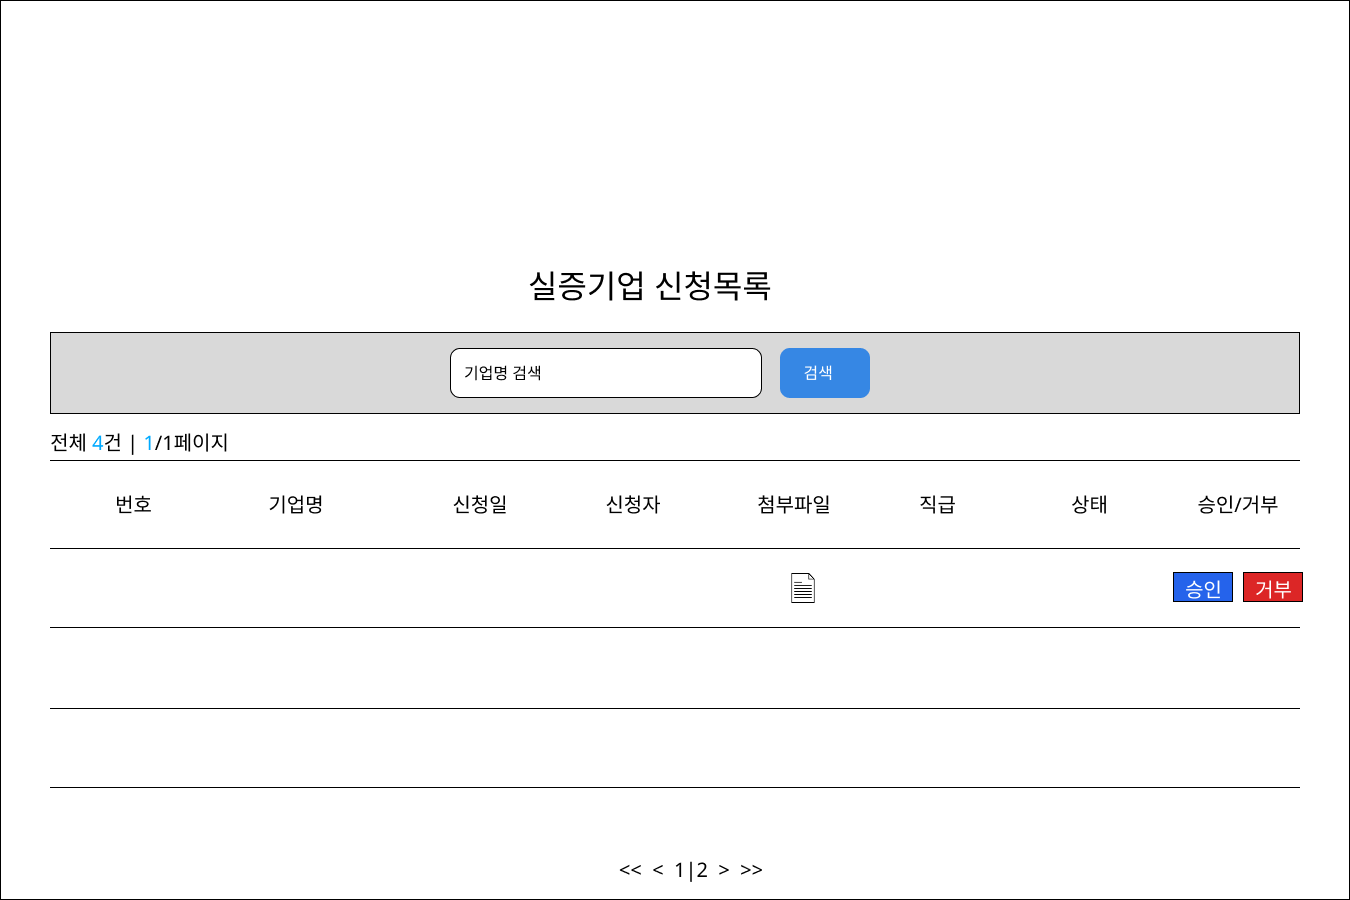 실증기업 신청목록
기업명 검색 검색
전체 4건 | 1/1페이지
번호 기업명 신청일 신청자 첨부파일 직급 상태 승인/거부
승인 거부
<< < 1|2 > >>